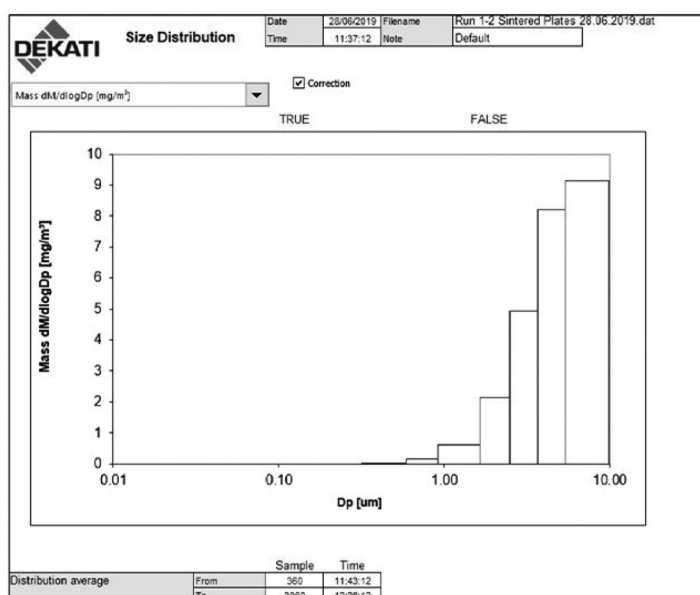 DEKATI
Size Distribution
Date 28/06/2019 Filename Run 1-2 Sintered Plates 28.06.2019.dat
Time 11:37:12 Note Default
Mass dM/dlogDp [mg/m³]
Correction
TRUE FALSE
Mass dM/dlogDp [mg/m³]
10
9
8
7
6
5
4
3
2
1
0
0.01 0.10 1.00 10.00
Dp [um]
Sample Time
Distribution average From 360 11:43:12
To